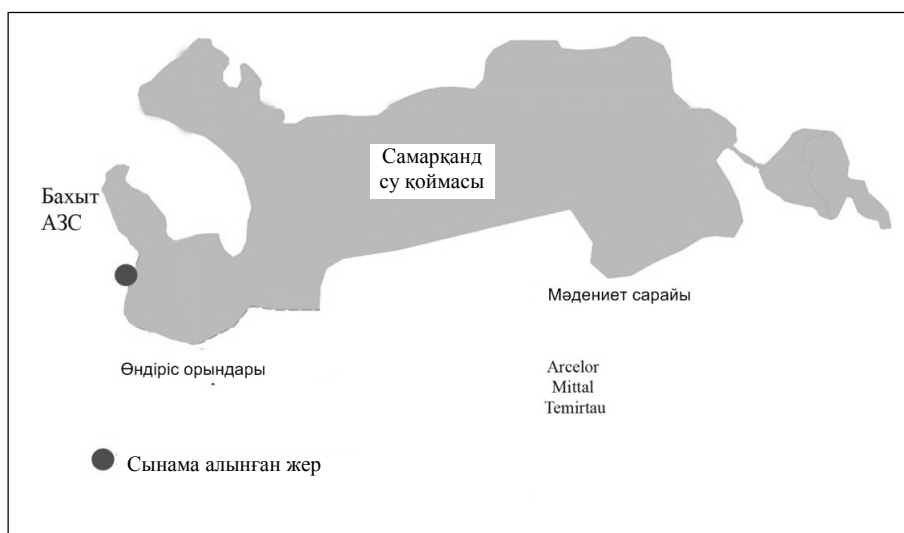 Самарқанд
су қоймасы
Бахыт
АЗС
Мәдениет сарайы
Өндіріс орындары
Arcelor
Mittal
Temirtau
Сынама алынған жер